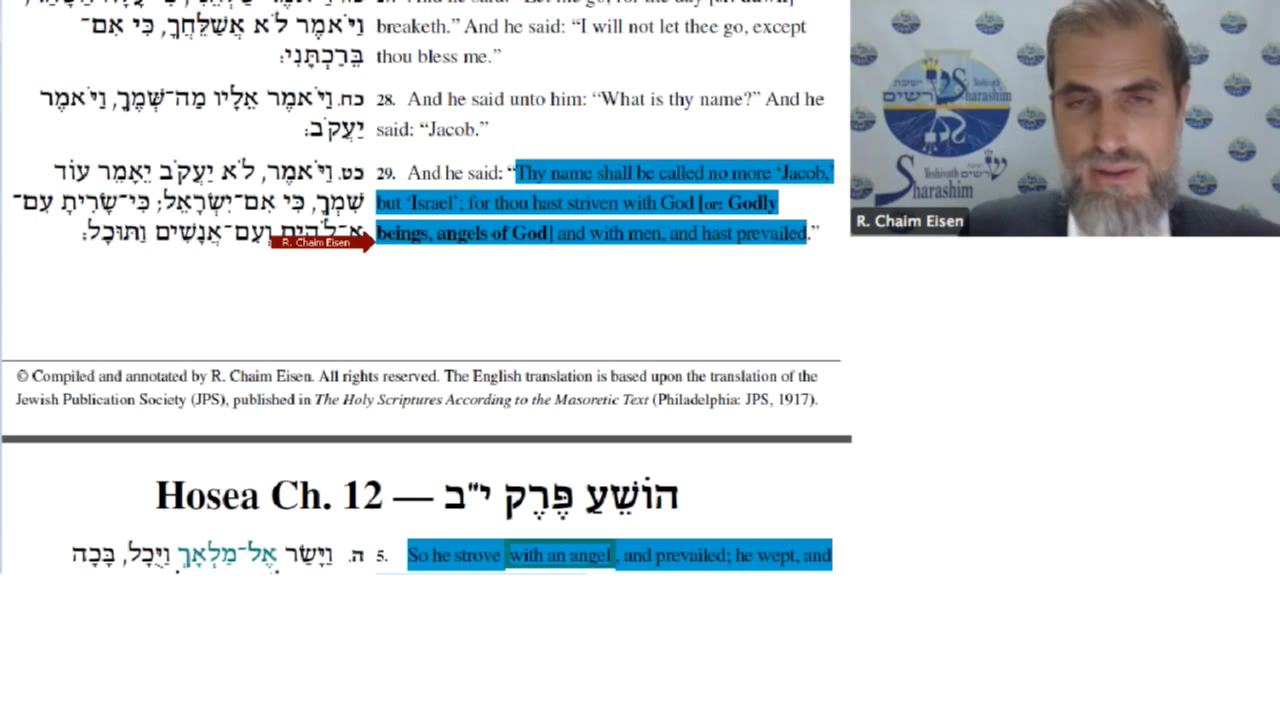 וַיֹּאמֶר לֹא אֲשַׁלֵּחֲךָ, כִּי אִם־ breaketh.” And he said: “I will not let thee go, except
בֵּרַכְתָּנִי: thou bless me.”
כח. וַיֹּאמֶר אֵלָיו מַה־שְּׁמֶךָ, וַיֹּאמֶר 28. And he said unto him: “What is thy name?” And he
יַעֲקֹב: said: “Jacob.”
כט. וַיֹּאמֶר, לֹא יַעֲקֹב יֵאָמֵר עוֹד 29. And he said: “Thy name shall be called no more ‘Jacob,’
שִׁמְךָ, כִּי אִם־יִשְׂרָאֵל; כִּי־שָׂרִיתָ עִם־ but ‘Israel’; for thou hast striven with God [or: Godly
וְעִם־אֲנָשִׁים וַתּוּכָל: beings, angels of God] and with men, and hast prevailed.”
R. Chaim Eisen
© Compiled and annotated by R. Chaim Eisen. All rights reserved. The English translation is based upon the translation of the
Jewish Publication Society (JPS), published in The Holy Scriptures According to the Masoretic Text (Philadelphia: JPS, 1917).
Hosea Ch. 12 — הוֹשֵׁעַ פֶּרֶק י"ב
ה. וַיָּשַׂר אֶל־מַלְאָךְ וַיֻּכָל, בָּכָה 5. So he strove with an angel, and prevailed; he wept, and
ישיבת
שרשים Sharashim
Yeshivath שרשים
Sharashim
R. Chaim Eisen